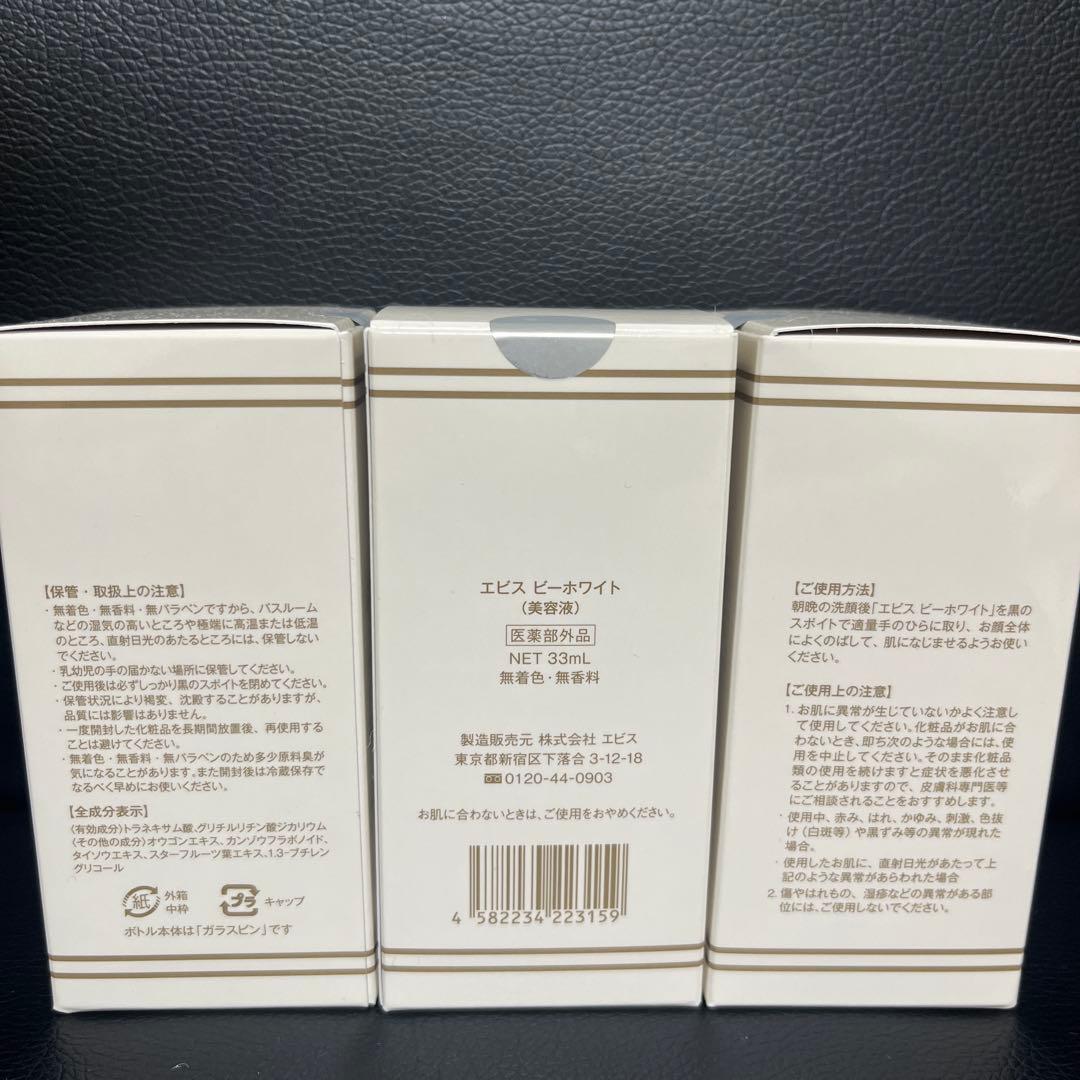 【保管・取扱上の注意】
・無着色・無香料・無パラベンですから、バスルーム
などの湿気の高いところや極端に高温または低温
のところ、直射日光のあたるところには、保管しない
でください。
・乳幼児の手の届かない場所に保管してください。
・ご使用後は必ずしっかり黒のスポイトを閉めてください。
・保管状況により褐変、沈殿することがありますが、
品質には影響はありません。
・一度開封した化粧品を長期間放置後、再使用する
ことは避けてください。
・無着色・無香料・無パラベンのため多少原料臭が
気になることがあります。また開封後は冷蔵保存で
なるべく早めにお使いください。
【全成分表示】
(有効成分)トラネキサム酸、グリチルリチン酸ジカリウム
(その他の成分)オウゴンエキス、カンゾウフラボノイド、
タイソウエキス、スターフルーツ葉エキス、1.3-ブチレン
グリコール
紙 外箱
中枠
プラ キャップ
ボトル本体は「ガラスビン」です
エビス ビーホワイト
(美容液)
医薬部外品
NET 33mL
無着色・無香料
製造販売元 株式会社 エビス
東京都新宿区下落合 3-12-18
0120-44-0903
お肌に合わないときは、ご使用をおやめください。
4 582234 223159
【ご使用方法】
朝晩の洗顔後「エビス ビーホワイト」を黒の
スポイトで適量手のひらに取り、お顔全体
によくのばして、肌になじませるようお使い
ください。
【ご使用上の注意】
1. お肌に異常が生じていないかよく注意し
て使用してください。化粧品がお肌に合
わないとき、即ち次のような場合には、使
用を中止してください。そのまま化粧品
類の使用を続けますと症状を悪化させ
ることがありますので、皮膚科専門医等
にご相談されることをおすすめします。
・使用中、赤み、はれ、かゆみ、刺激、色抜
け(白斑等)や黒ずみ等の異常が現れた
場合。
・使用したお肌に、直射日光があたって上
記のような異常があらわれた場合
2. 傷やはれもの、湿疹などの異常がある部
位には、ご使用しないでください。